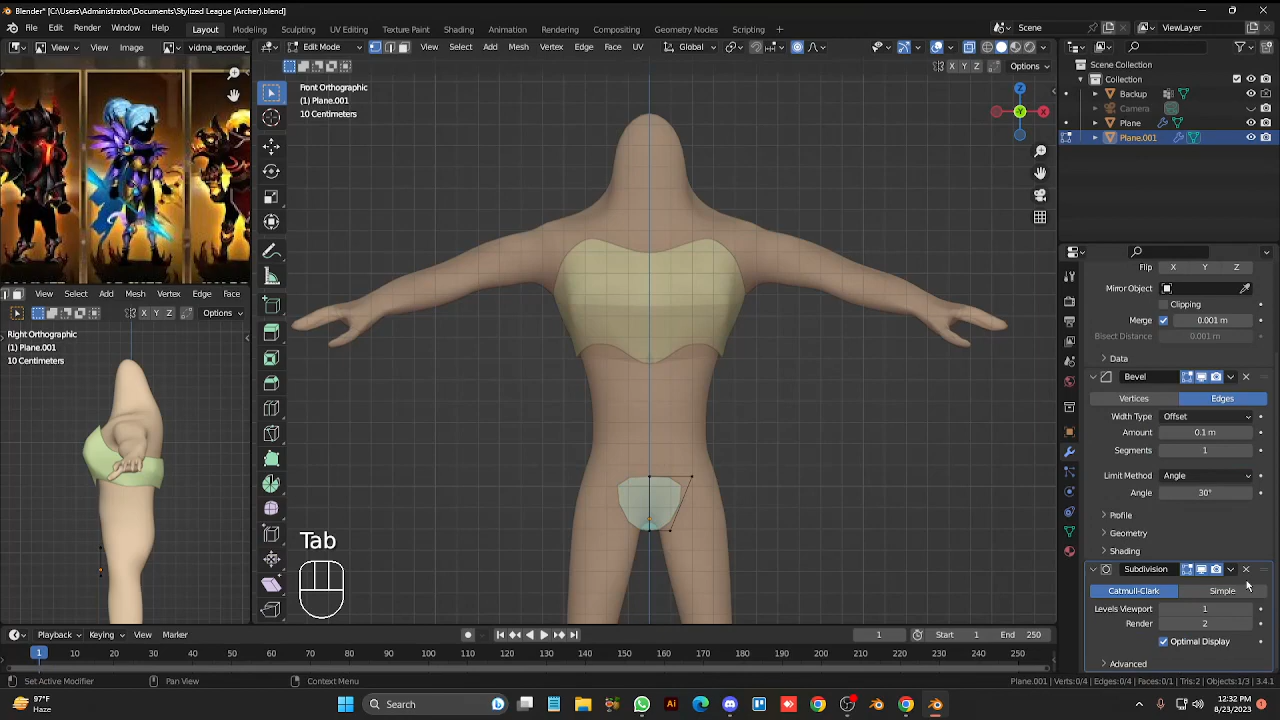 Blender* [C:\Users\Administrator\Documents\Stylized League (Archer).blend]
File Edit Render Window Help Layout Modeling Sculpting UV Editing Texture Paint Shading Animation Rendering Compositing Geometry Nodes Scripting + Scene ViewLayer
View View Image vidma_recorder_
Edit Mode View Select Add Mesh Vertex Edge Face UV Global
X Y Z Options
Scene Collection
Collection
Backup
Camera
Plane
Plane.001
Front Orthographic
(1) Plane.001
10 Centimeters
Z
X
Y
Flip X Y Z
Mirror Object
Clipping
Merge 0.001 m
Bisect Distance 0.001 m
Data
Bevel
Vertices Edges
Width Type Offset
Amount 0.1 m
Segments 1
Limit Method Angle
Angle 30°
Profile
Geometry
Shading
Subdivision
Catmull-Clark Simple
Levels Viewport 1
Render 2
Optimal Display
Advanced
View Select Add Mesh Vertex Edge Face
X Y Z Options
Right Orthographic
(1) Plane.001
10 Centimeters
Tab
Playback Keying View Marker 1 Start 1 End 250
1 10 20 30 40 50 60 70 80 90 100 110 120 130 140 150 160 170 180 190 200 210 220 230 240 250
Set Active Modifier Pan View Context Menu Plane.001 | Verts:0/4 | Edges:0/4 | Faces:0/1 | Tris:2 | Objects:1/3 | 3.4.1
97°F
Haze
Search
12:32 PM
8/23/2023